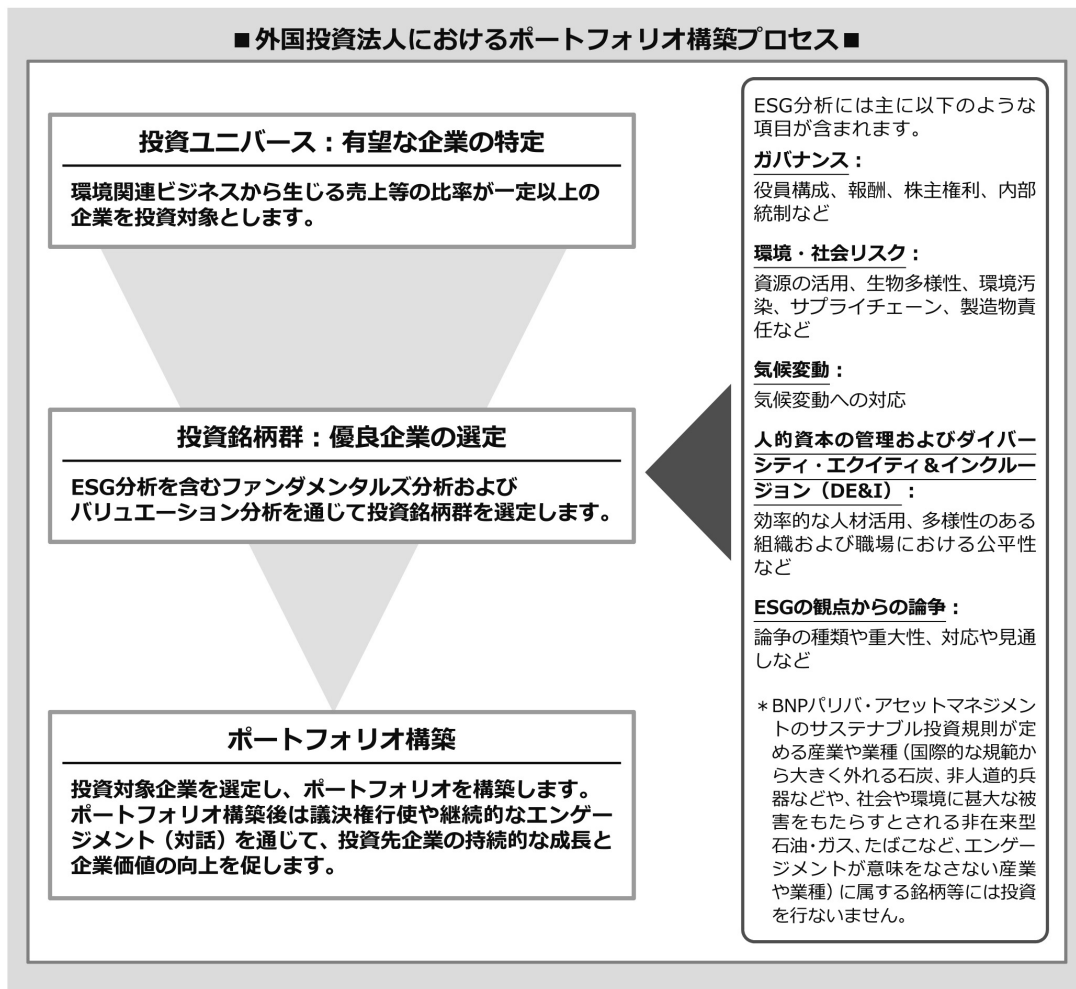 ■外国投資法人におけるポートフォリオ構築プロセス■
投資ユニバース：有望な企業の特定
環境関連ビジネスから生じる売上等の比率が一定以上の
企業を投資対象とします。
投資銘柄群：優良企業の選定
ESG分析を含むファンダメンタルズ分析および
バリュエーション分析を通じて投資銘柄群を選定します。
ポートフォリオ構築
投資対象企業を選定し、ポートフォリオを構築します。
ポートフォリオ構築後は議決権行使や継続的なエンゲー
ジメント（対話）を通じて、投資先企業の持続的な成長と
企業価値の向上を促します。
ESG分析には主に以下のような
項目が含まれます。
ガバナンス：
役員構成、報酬、株主権利、内部
統制など
環境・社会リスク：
資源の活用、生物多様性、環境汚
染、サプライチェーン、製造物責
任など
気候変動：
気候変動への対応
人的資本の管理およびダイバー
シティ・エクイティ＆インクルー
ジョン（DE&I）：
効率的な人材活用、多様性のある
組織および職場における公平性
など
ESGの観点からの論争：
論争の種類や重大性、対応や見通
しなど
＊BNPパリバ・アセットマネジメン
トのサステナブル投資規則が定
める産業や業種（国際的な規範か
ら大きく外れる石炭、非人道的兵
器などや、社会や環境に甚大な被
害をもたらすとされる非在来型
石油・ガス、たばこなど、エンゲー
ジメントが意味をなさない産業
や業種）に属する銘柄等には投資
を行ないません。